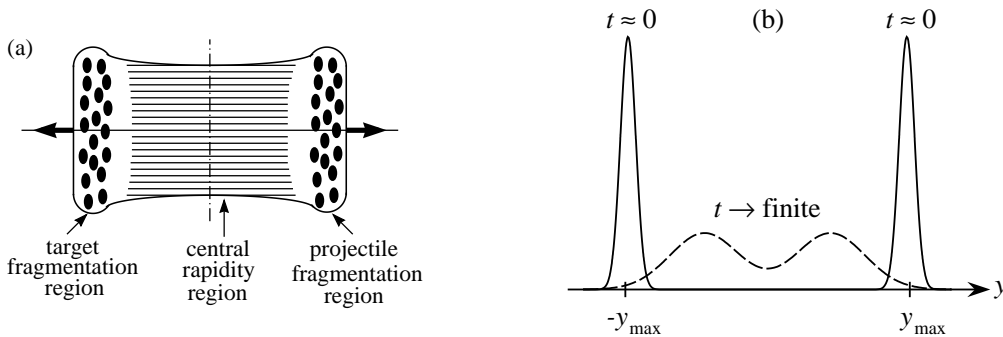 (a)
target
fragmentation
region
central
rapidity
region
projectile
fragmentation
region
(b)
t ≈ 0
t ≈ 0
t → finite
-y_max
y_max
y